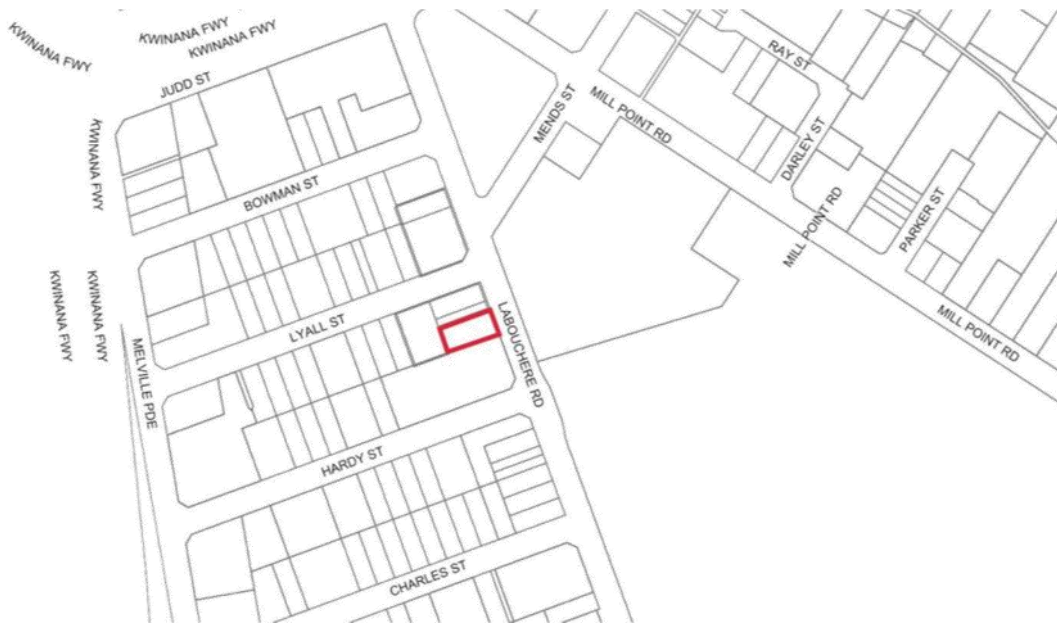 KWINANA FWY
KWINANA FWY
KWINANA FWY
JUDD ST
RAY ST
MENDS ST
MILL POINT RD
KWINANA FWY
DARLEY ST
BOWMAN ST
MILL POINT RD
PARKER ST
KWINANA FWY
KWINANA FWY
LYALL ST
LABOUCHERE RD
MILL POINT RD
MELVILLE PDE
HARDY ST
CHARLES ST